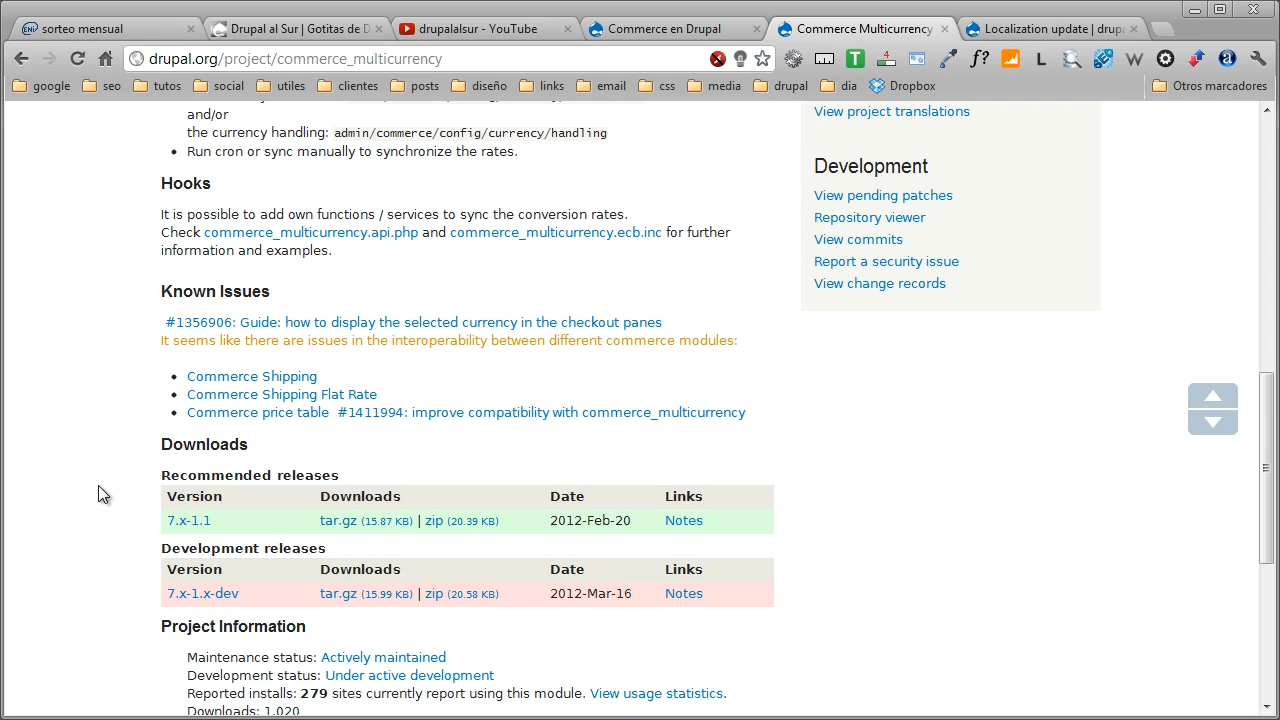 sorteo mensual
Drupal al Sur | Gotitas de D
drupalalsur - YouTube
Commerce en Drupal
Commerce Multicurrency
Localization update | drupa
drupal.org/project/commerce_multicurrency
google
seo
tutos
social
utiles
clientes
posts
diseño
links
email
css
media
drupal
dia
Dropbox
Otros marcadores
and/or
the currency handling: admin/commerce/config/currency/handling
• Run cron or sync manually to synchronize the rates.
Hooks
It is possible to add own functions / services to sync the conversion rates.
Check commerce_multicurrency.api.php and commerce_multicurrency.ecb.inc for further
information and examples.
Known Issues
#1356906: Guide: how to display the selected currency in the checkout panes
It seems like there are issues in the interoperability between different commerce modules:
• Commerce Shipping
• Commerce Shipping Flat Rate
• Commerce price table #1411994: improve compatibility with commerce_multicurrency
Downloads
Recommended releases
Version Downloads Date Links
7.x-1.1 tar.gz (15.87 KB) | zip (20.39 KB) 2012-Feb-20 Notes
Development releases
Version Downloads Date Links
7.x-1.x-dev tar.gz (15.99 KB) | zip (20.58 KB) 2012-Mar-16 Notes
Project Information
Maintenance status: Actively maintained
Development status: Under active development
Reported installs: 279 sites currently report using this module. View usage statistics.
Downloads: 1,020
View project translations
Development
View pending patches
Repository viewer
View commits
Report a security issue
View change records